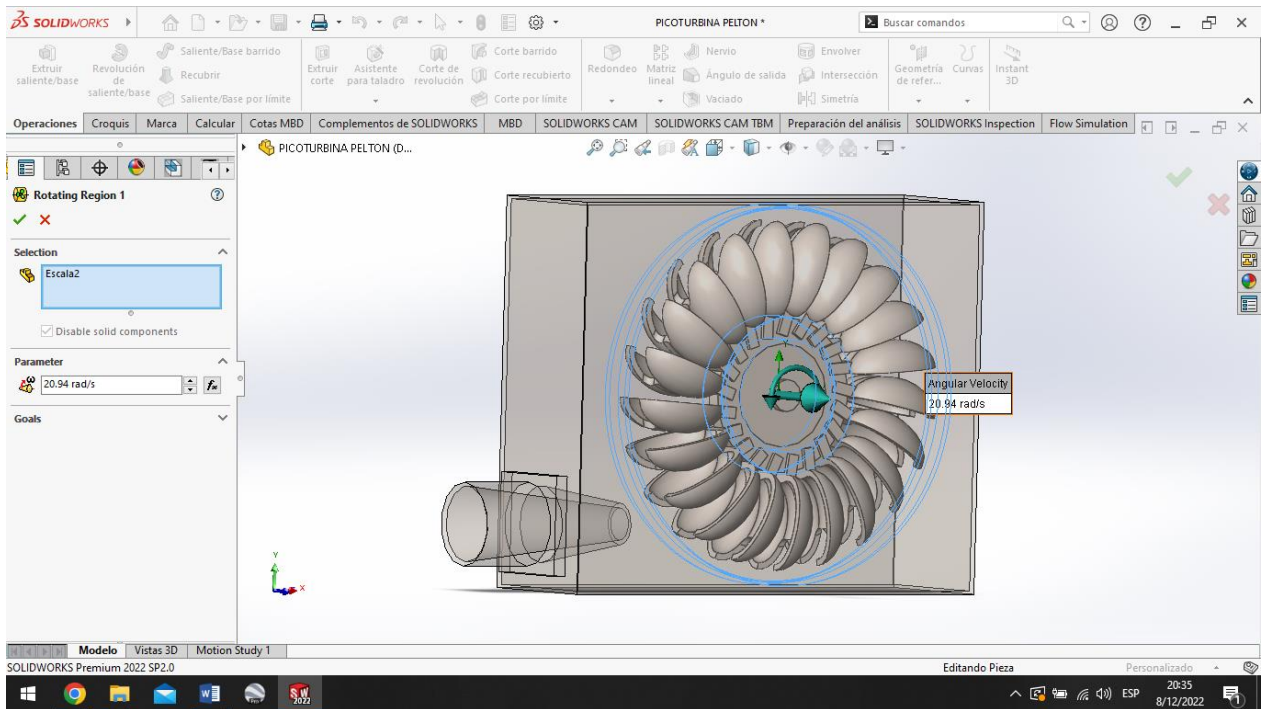 SOLIDWORKS
PICOTURBINA PELTON *
Buscar comandos
Extruir saliente/base
Revolución de saliente/base
Saliente/Base barrido
Recubrir
Saliente/Base por límite
Extruir corte
Asistente para taladro
Corte de revolución
Corte barrido
Corte recubierto
Corte por límite
Redondeo
Matriz lineal
Nervio
Ángulo de salida
Vaciado
Envolver
Intersección
Simetría
Geometría de refer...
Curvas
Instant 3D
Operaciones
Croquis
Marca
Calcular
Cotas MBD
Complementos de SOLIDWORKS
MBD
SOLIDWORKS CAM
SOLIDWORKS CAM TBM
Preparación del análisis
SOLIDWORKS Inspection
Flow Simulation
PICOTURBINA PELTON (D...
Rotating Region 1
Selection
Escala2
Disable solid components
Parameter
20.94 rad/s
Goals
Angular Velocity
20.94 rad/s
Y
Y
X
Modelo
Vistas 3D
Motion Study 1
SOLIDWORKS Premium 2022 SP2.0
Editando Pieza
Personalizado
ESP
20:35
8/12/2022